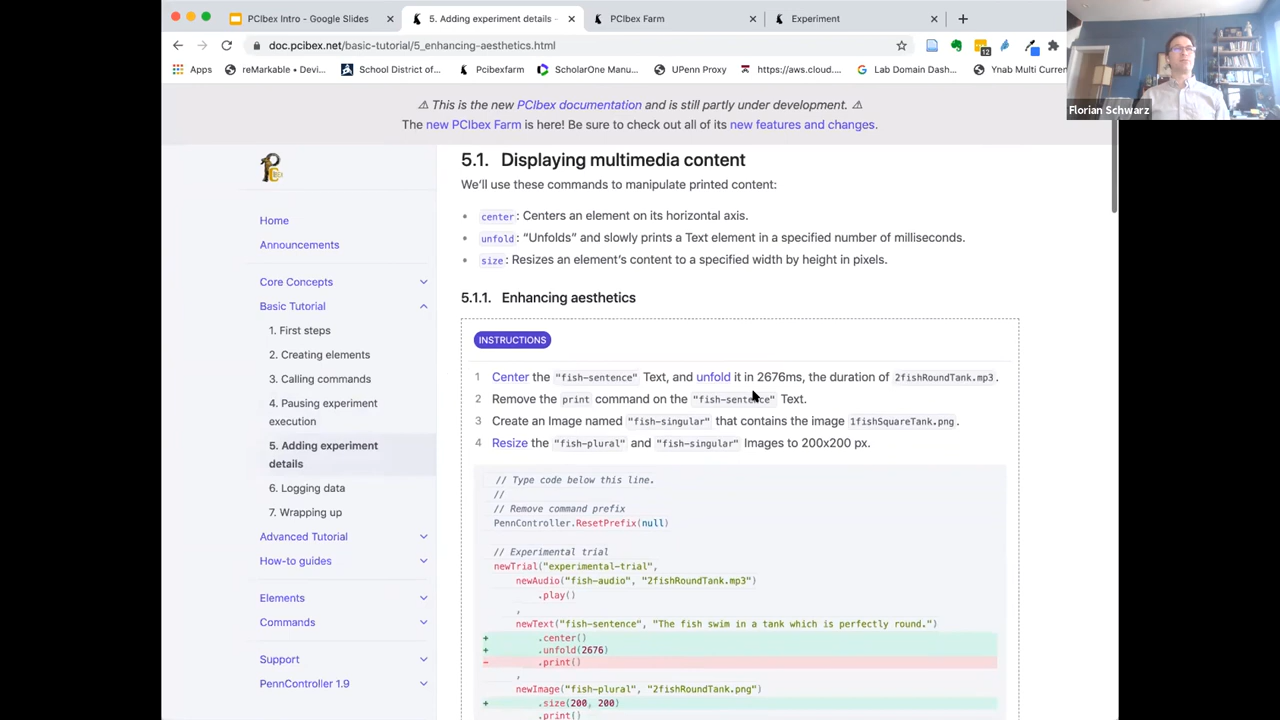 PCIbex Intro - Google Slides
5. Adding experiment details -
PCIbex Farm
Experiment
doc.pcibex.net/basic-tutorial/5_enhancing-aesthetics.html
12
Apps
reMarkable • Devi...
School District of...
Pcibexfarm
ScholarOne Manu...
UPenn Proxy
https://aws.cloud....
Lab Domain Dash...
Ynab Multi Curren
Florian Schwarz
⚠ This is the new PCIbex documentation and is still partly under development. ⚠
The new PCIbex Farm is here! Be sure to check out all of its new features and changes.
Home
Announcements
Core Concepts
Basic Tutorial
1. First steps
2. Creating elements
3. Calling commands
4. Pausing experiment
execution
5. Adding experiment
details
6. Logging data
7. Wrapping up
Advanced Tutorial
How-to guides
Elements
Commands
Support
PennController 1.9
5.1. Displaying multimedia content
We’ll use these commands to manipulate printed content:
• center: Centers an element on its horizontal axis.
• unfold: “Unfolds” and slowly prints a Text element in a specified number of milliseconds.
• size: Resizes an element’s content to a specified width by height in pixels.
5.1.1. Enhancing aesthetics
INSTRUCTIONS
1 Center the "fish-sentence" Text, and unfold it in 2676ms, the duration of 2fishRoundTank.mp3.
2 Remove the print command on the "fish-sentence" Text.
3 Create an Image named "fish-singular" that contains the image 1fishSquareTank.png.
4 Resize the "fish-plural" and "fish-singular" Images to 200x200 px.
// Type code below this line.
//
// Remove command prefix
PennController.ResetPrefix(null)
// Experimental trial
newTrial("experimental-trial",
newAudio("fish-audio", "2fishRoundTank.mp3")
.play()
,
newText("fish-sentence", "The fish swim in a tank which is perfectly round.")
+ .center()
+ .unfold(2676)
- .print()
,
newImage("fish-plural", "2fishRoundTank.png")
+ .size(200, 200)
.print()